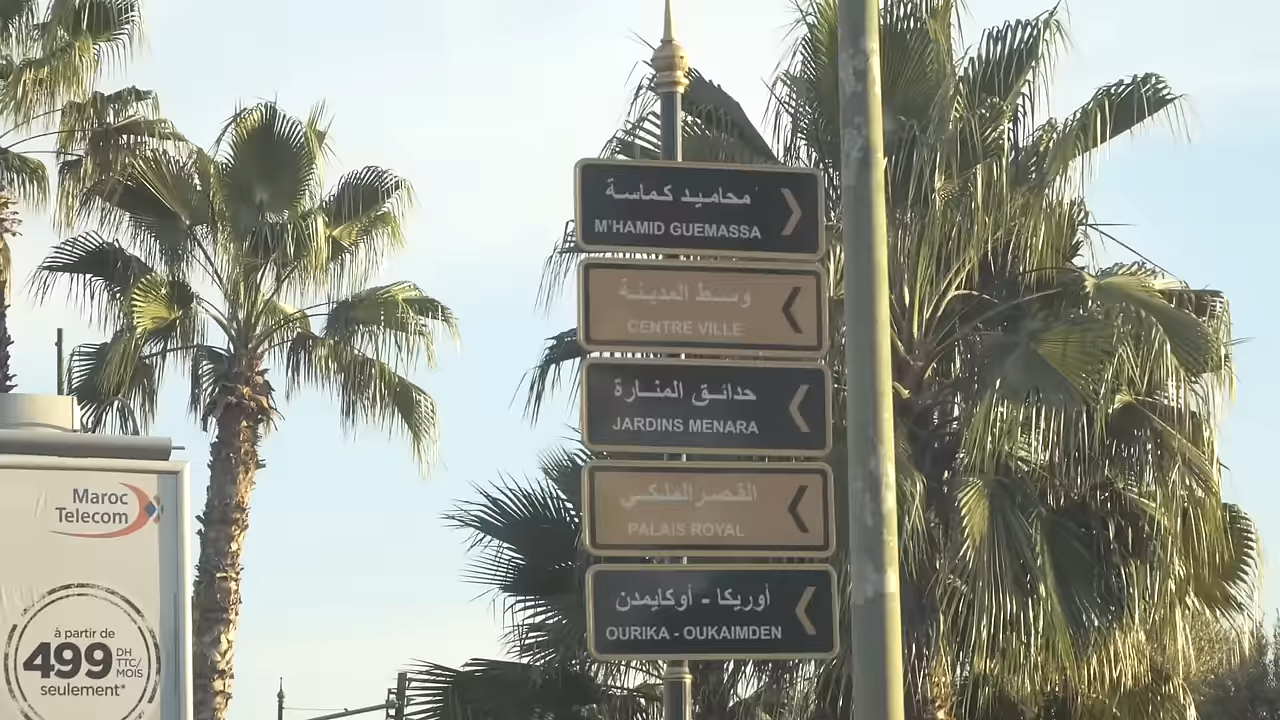 محاميد كماسة
M'HAMID GUEMASSA
وسط المدينة
CENTRE VILLE
حدائق المنارة
JARDINS MENARA
القصر الملكي
PALAIS ROYAL
أوريكا - أوكايمدن
OURIKA - OUKAIMDEN
Maroc
Telecom
à partir de
499 DH
TTC/
MOIS
seulement*